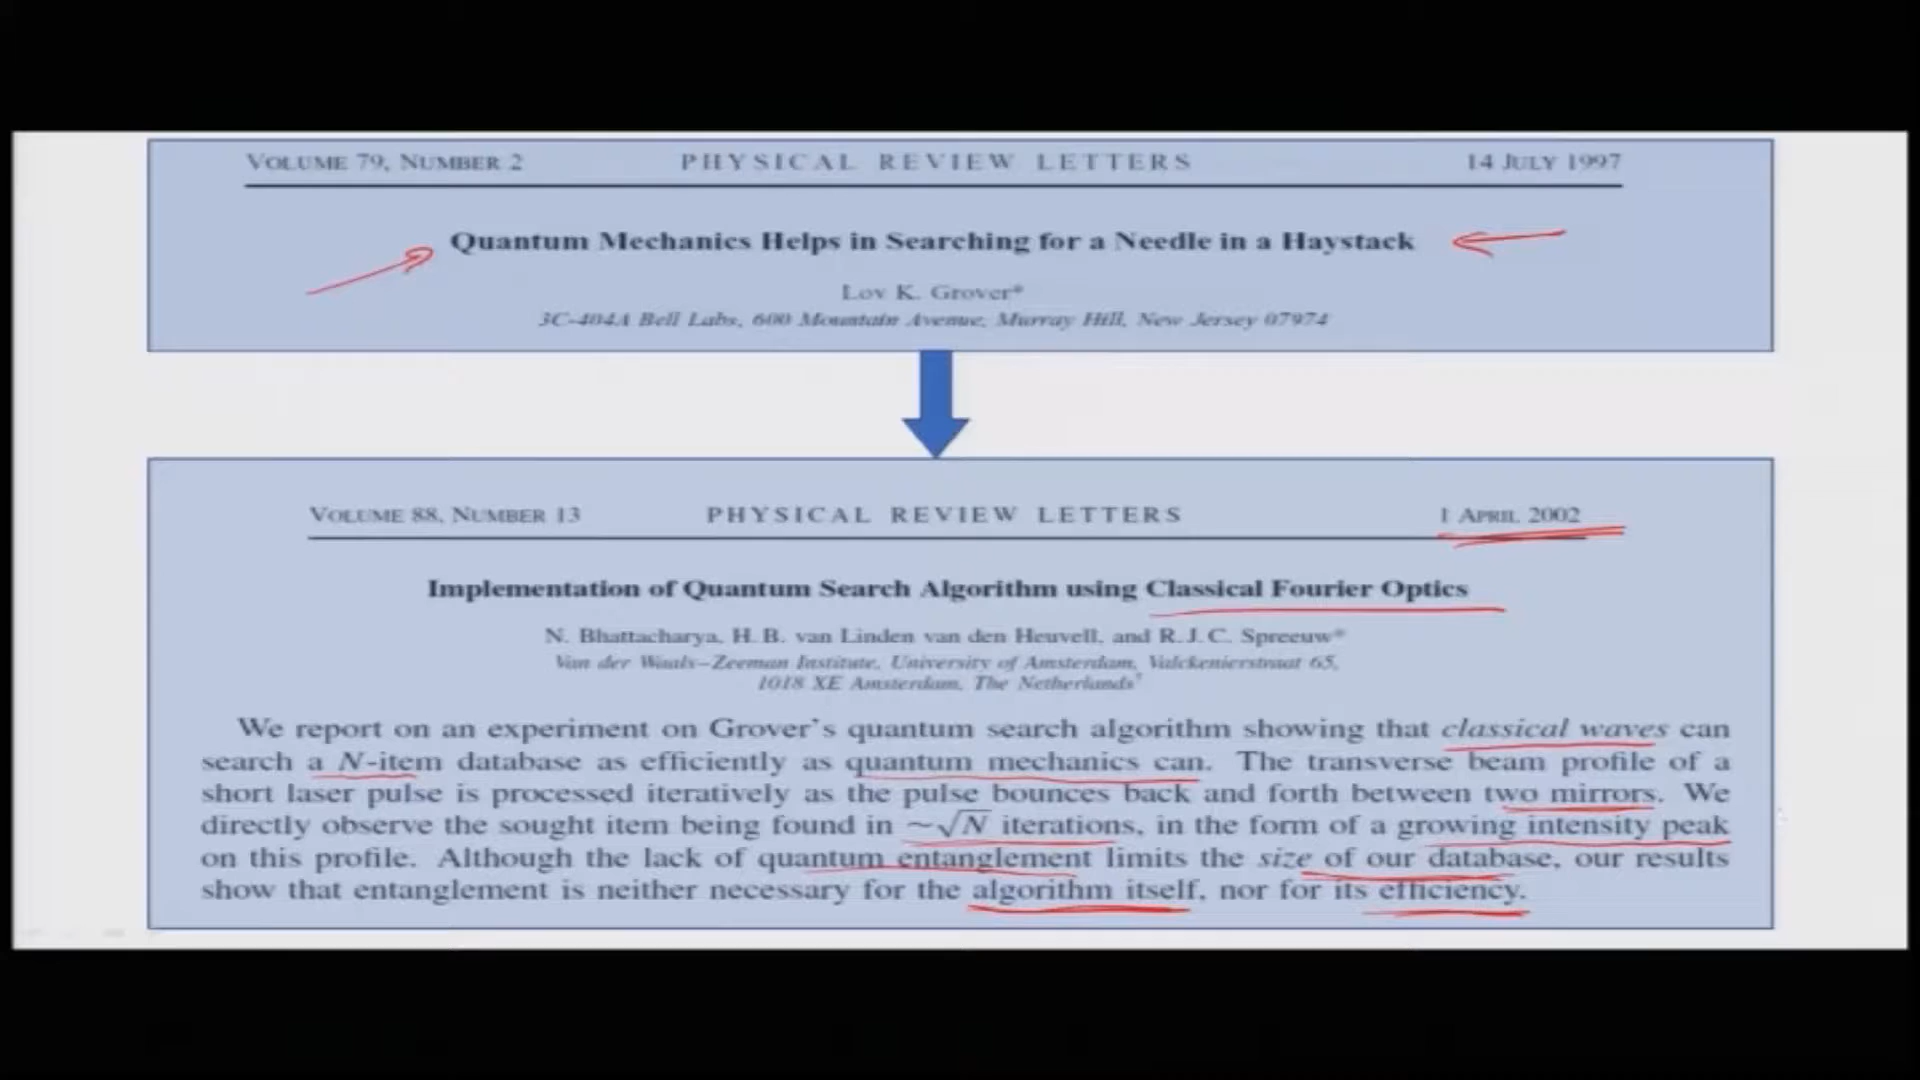 VOLUME 79, NUMBER 2 PHYSICAL REVIEW LETTERS 14 JULY 1997
Quantum Mechanics Helps in Searching for a Needle in a Haystack
Lov K. Grover*
3C-404A Bell Labs, 600 Mountain Avenue, Murray Hill, New Jersey 07974
VOLUME 88, NUMBER 13 PHYSICAL REVIEW LETTERS 1 APRIL 2002
Implementation of Quantum Search Algorithm using Classical Fourier Optics
N. Bhattacharya, H. B. van Linden van den Heuvell, and R. J. C. Spreeuw*
Van der Waals–Zeeman Institute, University of Amsterdam, Valckenierstraat 65,
1018 XE Amsterdam, The Netherlands†
We report on an experiment on Grover's quantum search algorithm showing that classical waves can
search a N-item database as efficiently as quantum mechanics can. The transverse beam profile of a
short laser pulse is processed iteratively as the pulse bounces back and forth between two mirrors. We
directly observe the sought item being found in ~√N iterations, in the form of a growing intensity peak
on this profile. Although the lack of quantum entanglement limits the size of our database, our results
show that entanglement is neither necessary for the algorithm itself, nor for its efficiency.